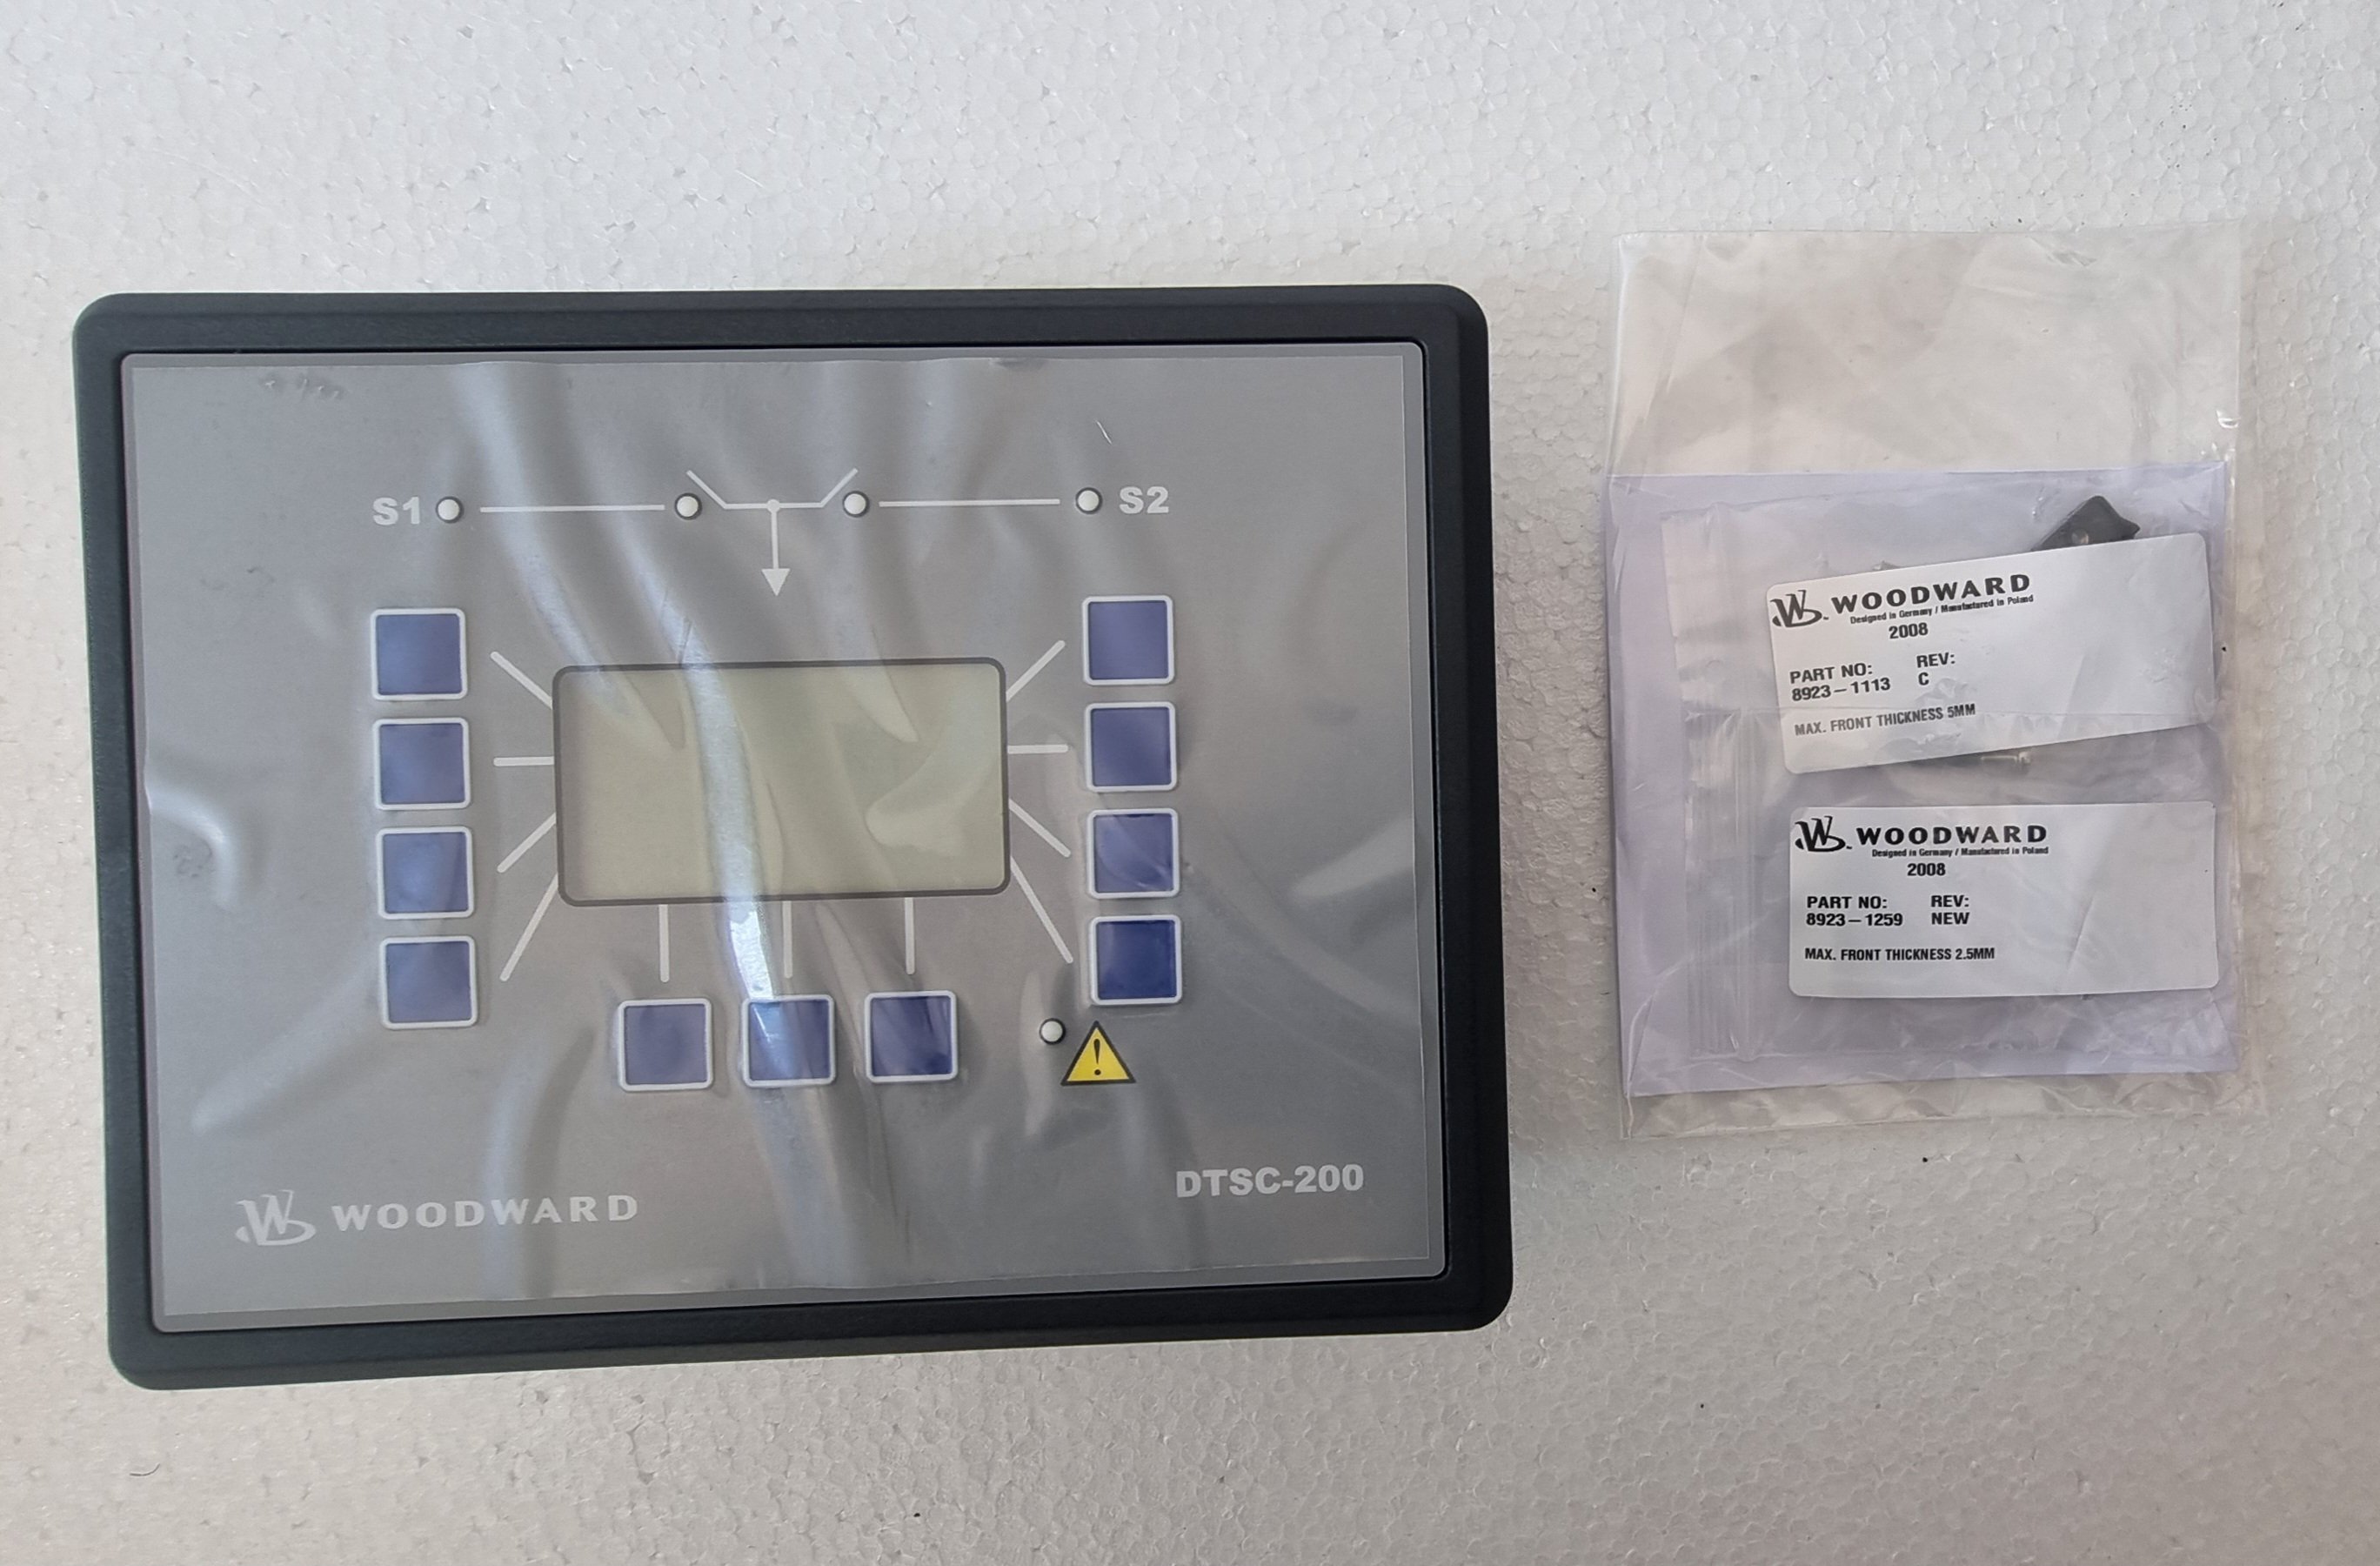 S1
S2
!
DTSC-200
WOODWARD
WOODWARD
Designed in Germany / Manufactured in Poland
2008
PART NO: REV:
8923-1113 C
MAX. FRONT THICKNESS 5MM
WOODWARD
Designed in Germany / Manufactured in Poland
2008
PART NO: REV:
8923-1259 NEW
MAX. FRONT THICKNESS 2.5MM